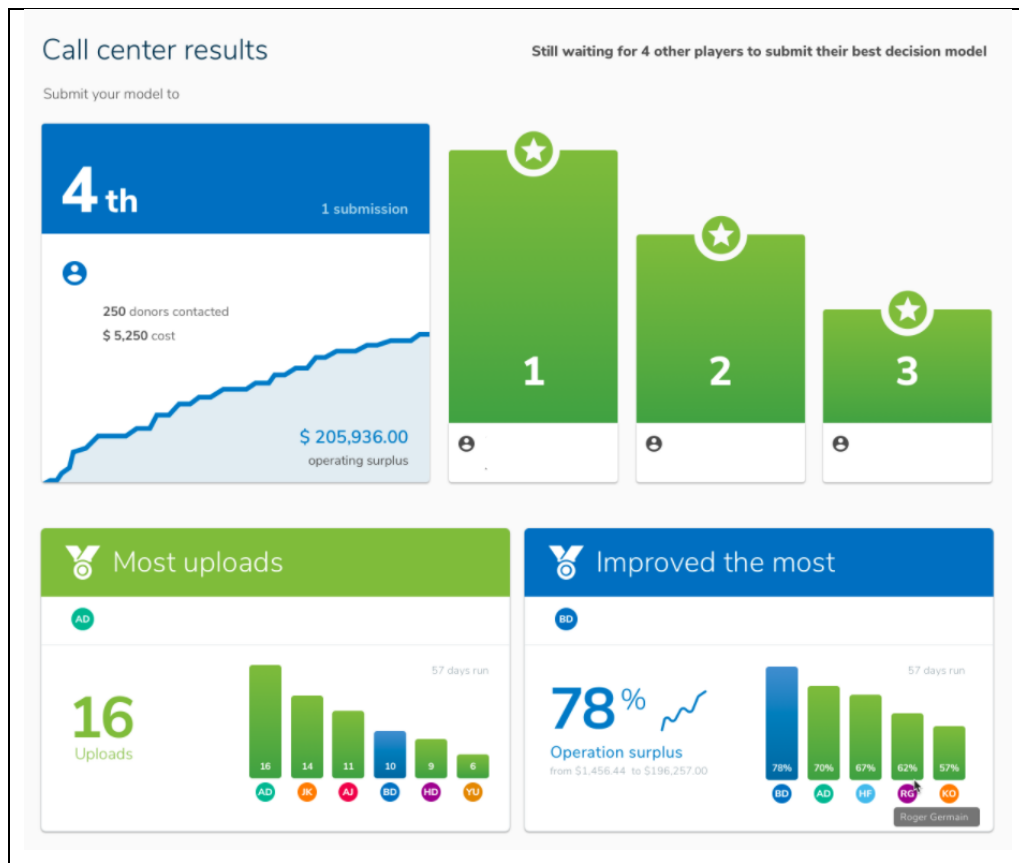 Call center results
Still waiting for 4 other players to submit their best decision model
Submit your model to
4 th
1 submission
250 donors contacted
$ 5,250 cost
$ 205,936.00
operating surplus
1
2
3
Most uploads
AD
57 days run
16
Uploads
16 14 11 10 9 6
AD JK AJ BD HD YU
Improved the most
BD
57 days run
78 %
Operation surplus
from $1,456.44 to $196,257.00
78% 70% 67% 62% 57%
BD AD HF RG KO
Roger Germain